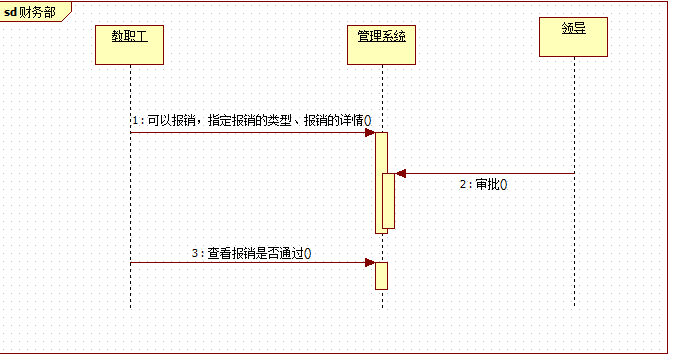 sd 财务部
教职工
管理系统
领导
1 : 可以报销，指定报销的类型、报销的详情()
2 : 审批()
3 : 查看报销是否通过()